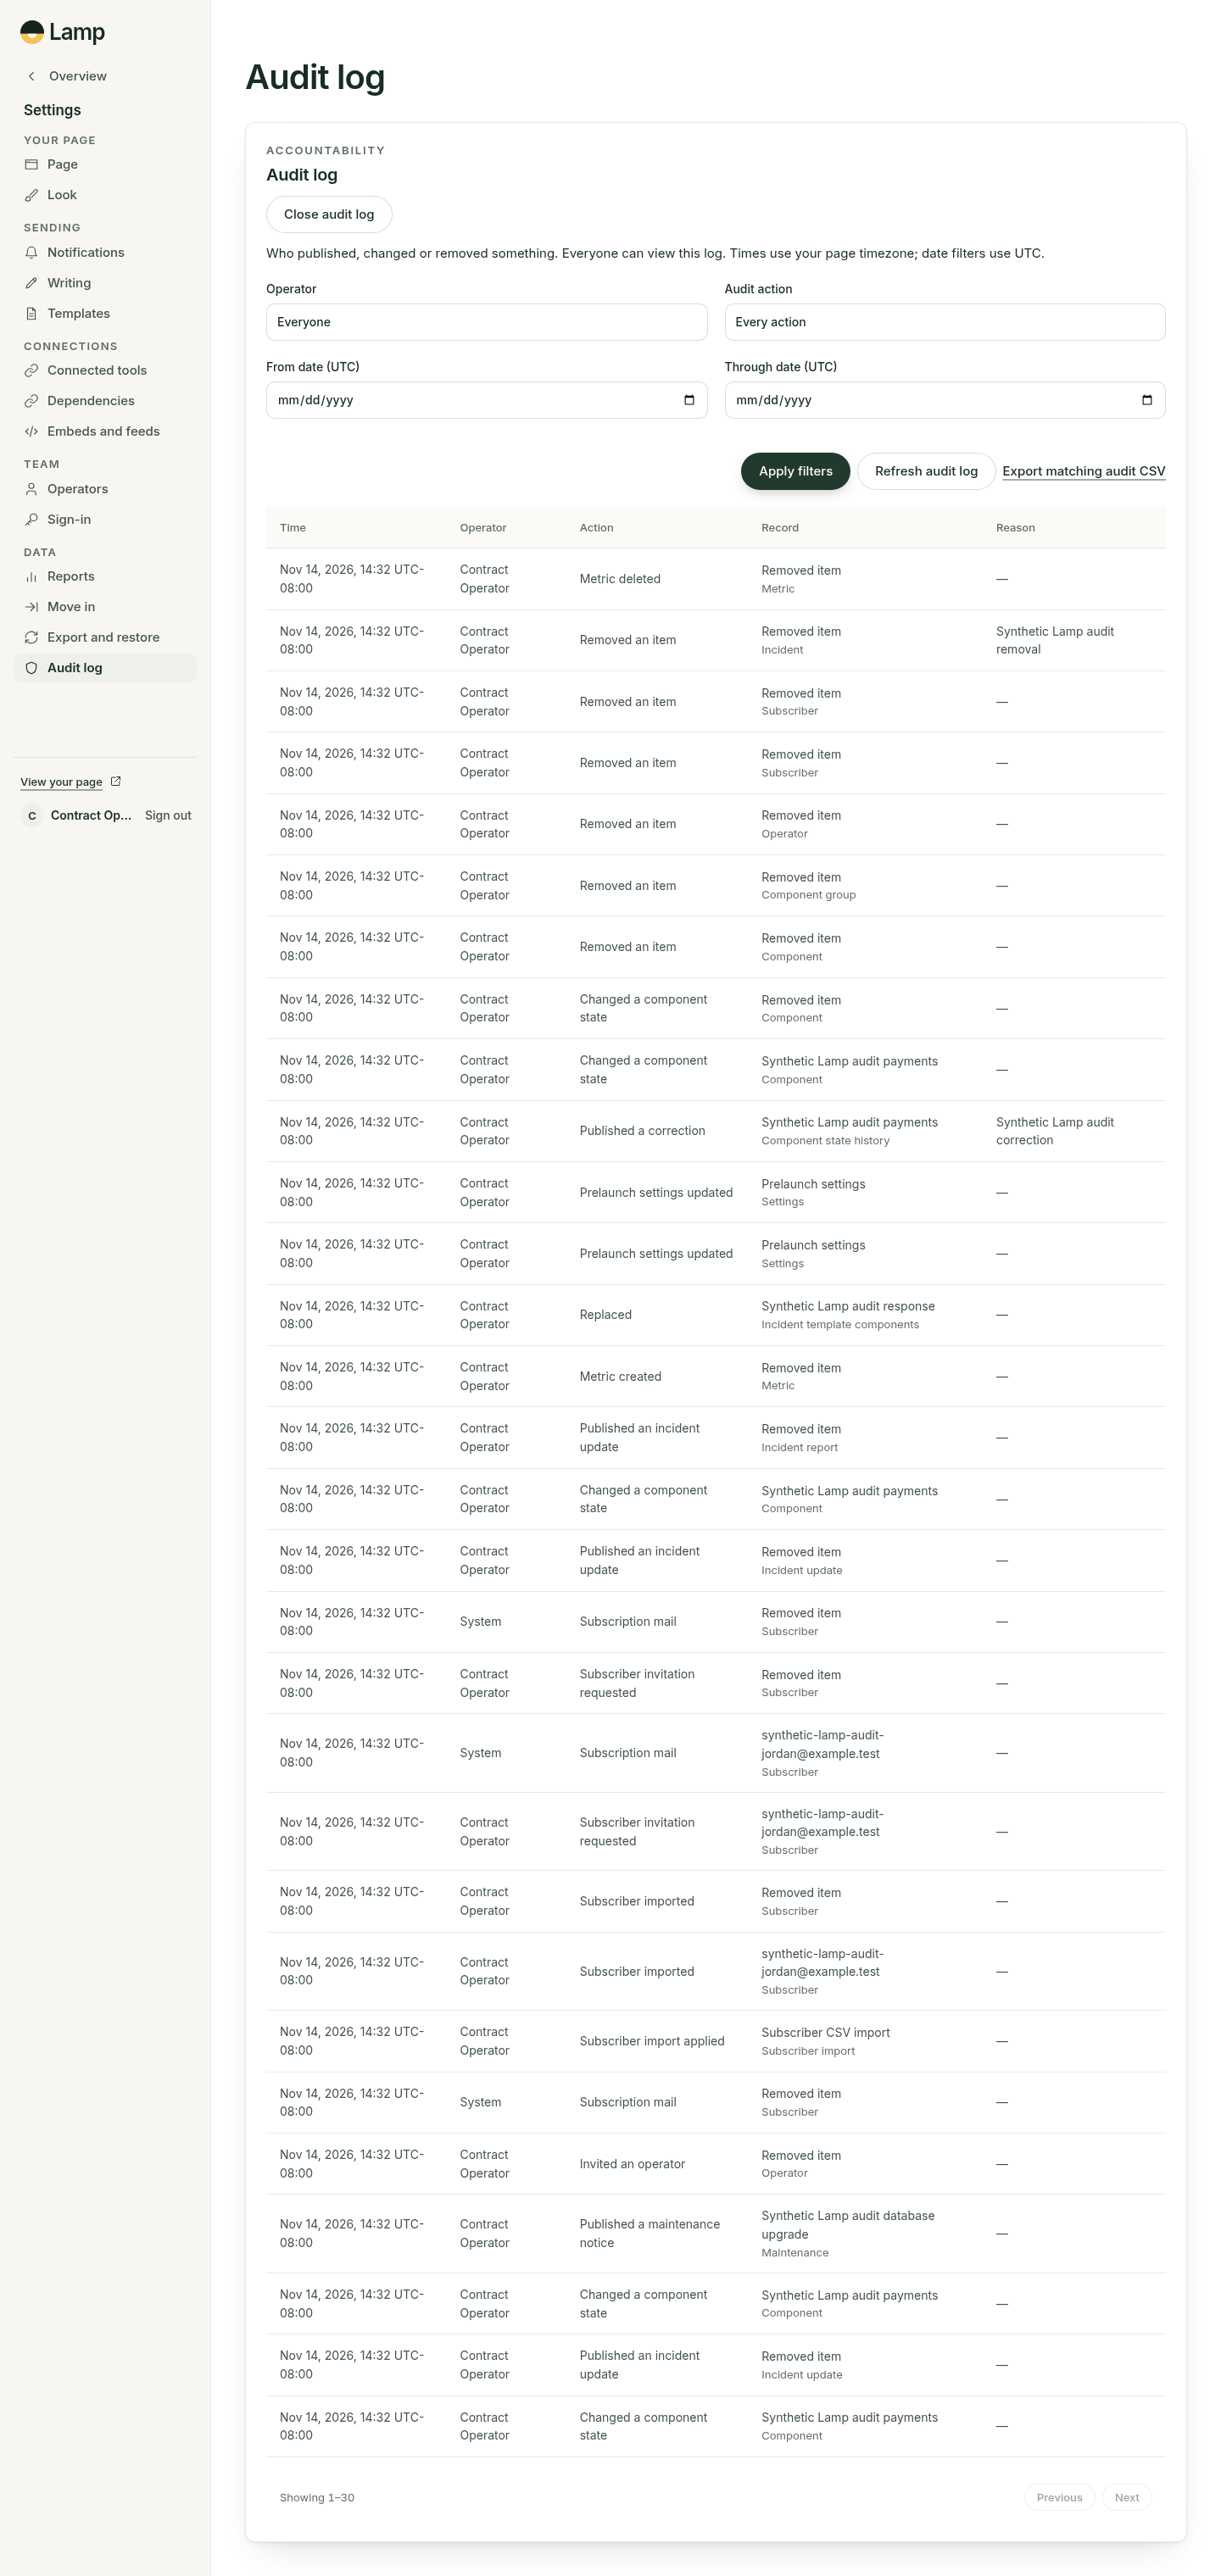 Lamp
Overview
Settings
YOUR PAGE
Page
Look
SENDING
Notifications
Writing
Templates
CONNECTIONS
Connected tools
Dependencies
Embeds and feeds
TEAM
Operators
Sign-in
DATA
Reports
Move in
Export and restore
Audit log
View your page
C Contract Op... Sign out
Audit log
ACCOUNTABILITY
Audit log
Close audit log
Who published, changed or removed something. Everyone can view this log. Times use your page timezone; date filters use UTC.
Operator Audit action
Everyone Every action
From date (UTC) Through date (UTC)
mm/dd/yyyy mm/dd/yyyy
Apply filters Refresh audit log Export matching audit CSV
Time Operator Action Record Reason
Nov 14, 2026, 14:32 UTC-
08:00
Contract
Operator
Metric deleted
Removed item
Metric
—
Nov 14, 2026, 14:32 UTC-
08:00
Contract
Operator
Removed an item
Removed item
Incident
Synthetic Lamp audit
removal
Nov 14, 2026, 14:32 UTC-
08:00
Contract
Operator
Removed an item
Removed item
Subscriber
—
Nov 14, 2026, 14:32 UTC-
08:00
Contract
Operator
Removed an item
Removed item
Subscriber
—
Nov 14, 2026, 14:32 UTC-
08:00
Contract
Operator
Removed an item
Removed item
Operator
—
Nov 14, 2026, 14:32 UTC-
08:00
Contract
Operator
Removed an item
Removed item
Component group
—
Nov 14, 2026, 14:32 UTC-
08:00
Contract
Operator
Removed an item
Removed item
Component
—
Nov 14, 2026, 14:32 UTC-
08:00
Contract
Operator
Changed a component
state
Removed item
Component
—
Nov 14, 2026, 14:32 UTC-
08:00
Contract
Operator
Changed a component
state
Synthetic Lamp audit payments
Component
—
Nov 14, 2026, 14:32 UTC-
08:00
Contract
Operator
Published a correction
Synthetic Lamp audit payments
Component state history
Synthetic Lamp audit
correction
Nov 14, 2026, 14:32 UTC-
08:00
Contract
Operator
Prelaunch settings updated
Prelaunch settings
Settings
—
Nov 14, 2026, 14:32 UTC-
08:00
Contract
Operator
Prelaunch settings updated
Prelaunch settings
Settings
—
Nov 14, 2026, 14:32 UTC-
08:00
Contract
Operator
Replaced
Synthetic Lamp audit response
Incident template components
—
Nov 14, 2026, 14:32 UTC-
08:00
Contract
Operator
Metric created
Removed item
Metric
—
Nov 14, 2026, 14:32 UTC-
08:00
Contract
Operator
Published an incident
update
Removed item
Incident report
—
Nov 14, 2026, 14:32 UTC-
08:00
Contract
Operator
Changed a component
state
Synthetic Lamp audit payments
Component
—
Nov 14, 2026, 14:32 UTC-
08:00
Contract
Operator
Published an incident
update
Removed item
Incident update
—
Nov 14, 2026, 14:32 UTC-
08:00
System
Subscription mail
Removed item
Subscriber
—
Nov 14, 2026, 14:32 UTC-
08:00
Contract
Operator
Subscriber invitation
requested
Removed item
Subscriber
—
Nov 14, 2026, 14:32 UTC-
08:00
System
Subscription mail
synthetic-lamp-audit-
jordan@example.test
Subscriber
—
Nov 14, 2026, 14:32 UTC-
08:00
Contract
Operator
Subscriber invitation
requested
synthetic-lamp-audit-
jordan@example.test
Subscriber
—
Nov 14, 2026, 14:32 UTC-
08:00
Contract
Operator
Subscriber imported
Removed item
Subscriber
—
Nov 14, 2026, 14:32 UTC-
08:00
Contract
Operator
Subscriber imported
synthetic-lamp-audit-
jordan@example.test
Subscriber
—
Nov 14, 2026, 14:32 UTC-
08:00
Contract
Operator
Subscriber import applied
Subscriber CSV import
Subscriber import
—
Nov 14, 2026, 14:32 UTC-
08:00
System
Subscription mail
Removed item
Subscriber
—
Nov 14, 2026, 14:32 UTC-
08:00
Contract
Operator
Invited an operator
Removed item
Operator
—
Nov 14, 2026, 14:32 UTC-
08:00
Contract
Operator
Published a maintenance
notice
Synthetic Lamp audit database
upgrade
Maintenance
—
Nov 14, 2026, 14:32 UTC-
08:00
Contract
Operator
Changed a component
state
Synthetic Lamp audit payments
Component
—
Nov 14, 2026, 14:32 UTC-
08:00
Contract
Operator
Published an incident
update
Removed item
Incident update
—
Nov 14, 2026, 14:32 UTC-
08:00
Contract
Operator
Changed a component
state
Synthetic Lamp audit payments
Component
—
Showing 1–30 Previous Next